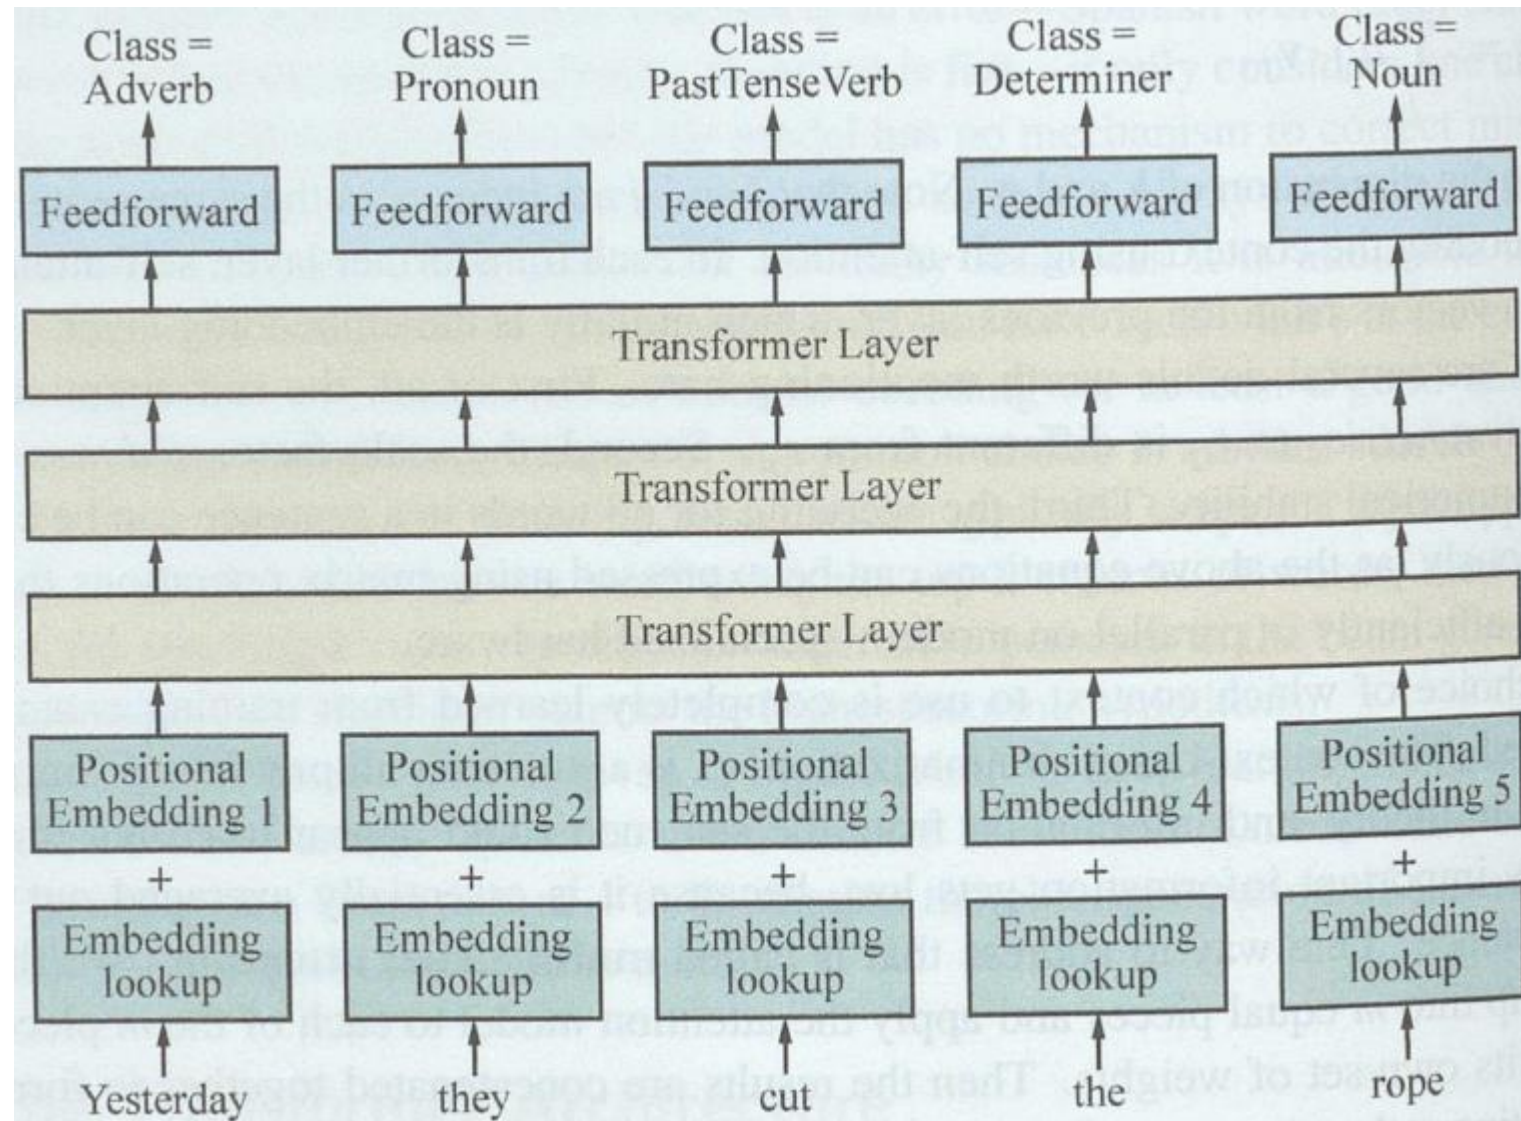 Class = Class = Class = Class = Class =
Adverb Pronoun PastTenseVerb Determiner Noun
Feedforward Feedforward Feedforward Feedforward Feedforward
Transformer Layer
Transformer Layer
Transformer Layer
Positional Positional Positional Positional Positional
Embedding 1 Embedding 2 Embedding 3 Embedding 4 Embedding 5
+ + + + +
Embedding Embedding Embedding Embedding Embedding
lookup lookup lookup lookup lookup
Yesterday they cut the rope